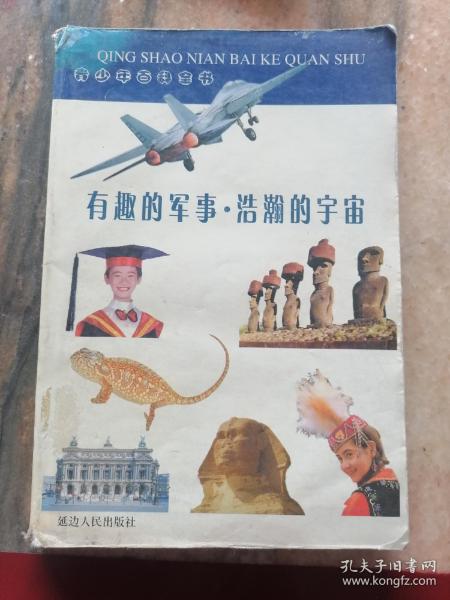 QING SHAO NIAN BAI KE QUAN SHU
青少年百科全书
有趣的军事·浩瀚的宇宙
延边人民出版社
孔夫子旧书网
www.kongfz.com